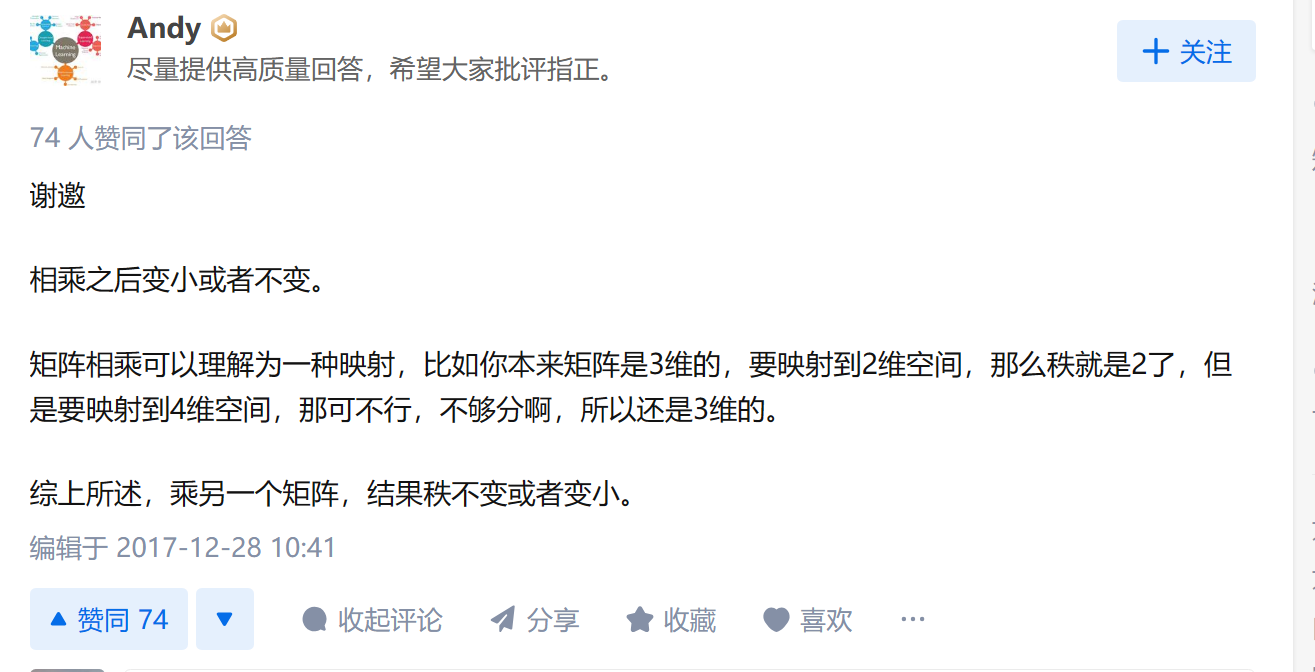 Andy
尽量提供高质量回答，希望大家批评指正。
+ 关注
74 人赞同了该回答
谢邀
相乘之后变小或者不变。
矩阵相乘可以理解为一种映射，比如你本来矩阵是3维的，要映射到2维空间，那么秩就是2了，但
是要映射到4维空间，那可不行，不够分啊，所以还是3维的。
综上所述，乘另一个矩阵，结果秩不变或者变小。
编辑于 2017-12-28 10:41
赞同 74 收起评论 分享 收藏 喜欢 ···